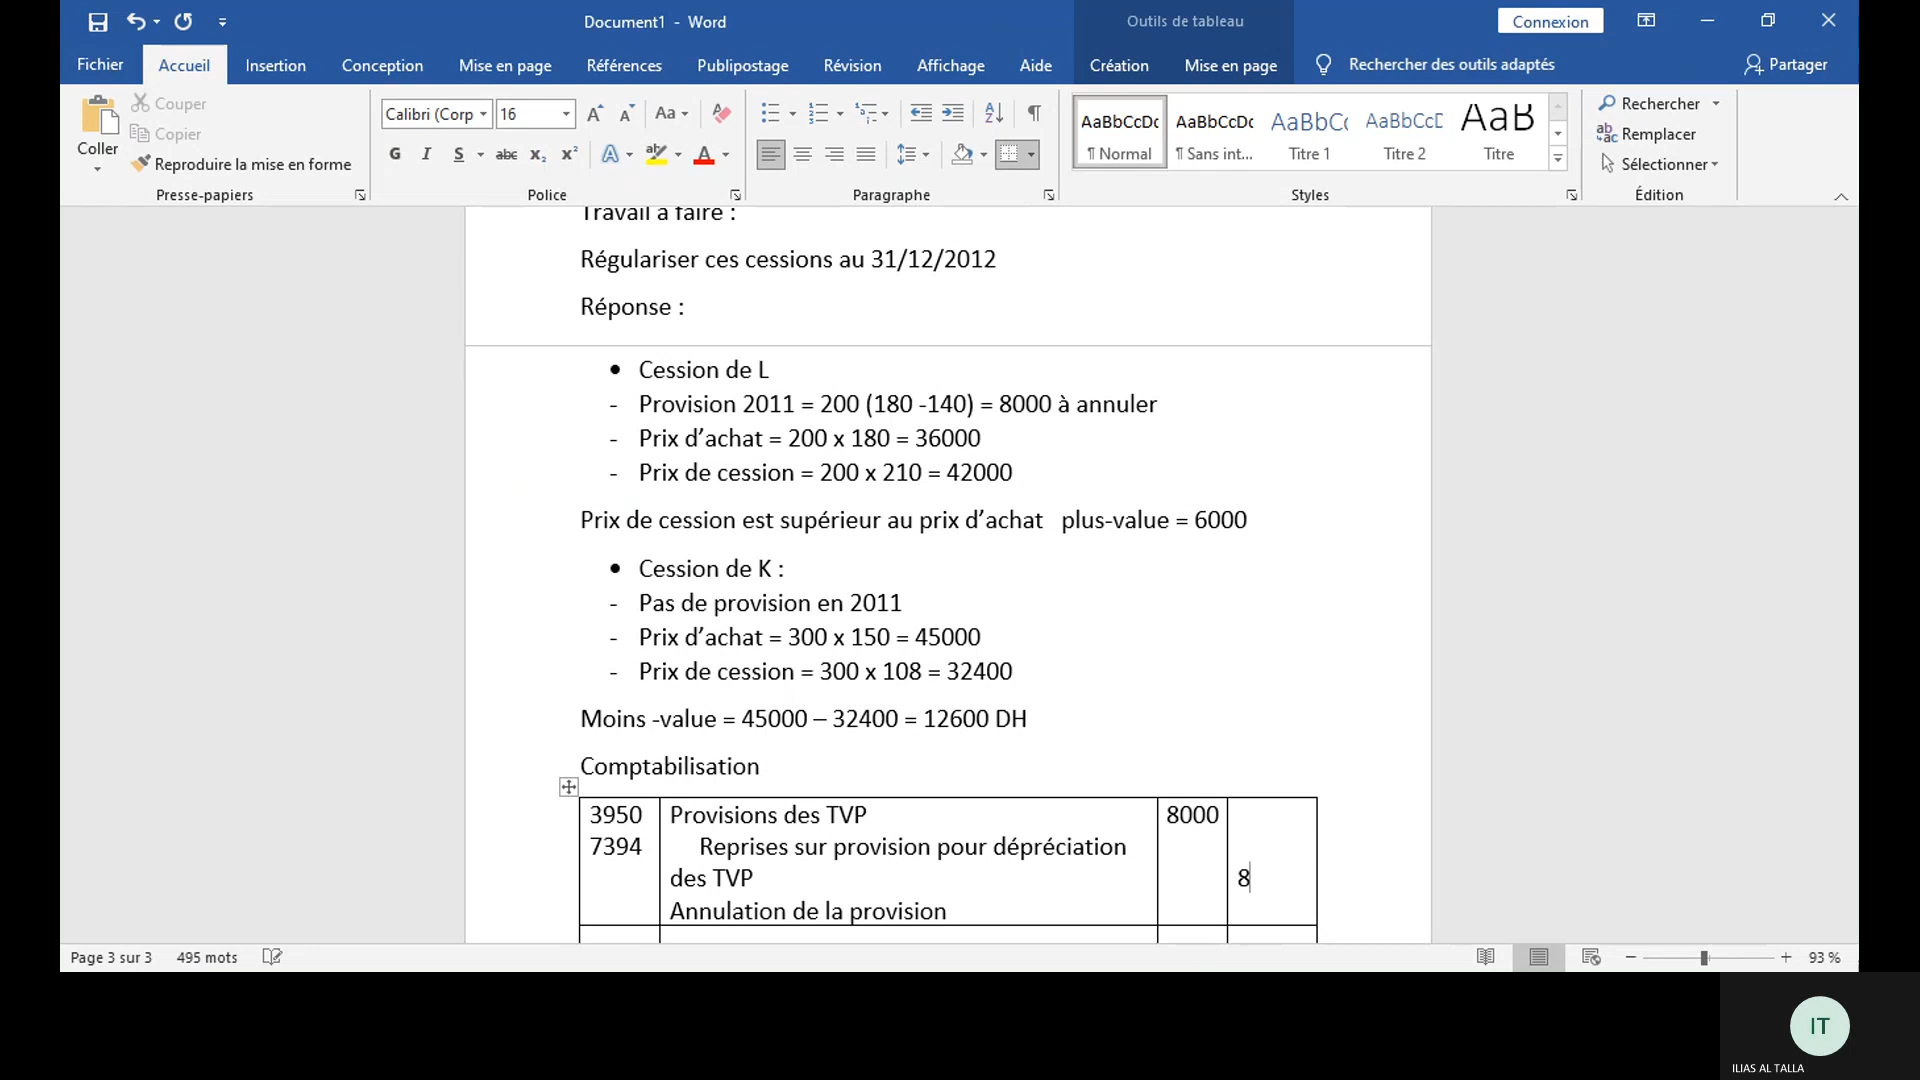 Document1 - Word
Outils de tableau
Connexion
Fichier
Accueil
Insertion
Conception
Mise en page
Références
Publipostage
Révision
Affichage
Aide
Création
Mise en page
Rechercher des outils adaptés
Partager
Coller
Couper
Copier
Reproduire la mise en forme
Presse-papiers
Calibri (Corp
16
Aa
G I S abc x₂ x² A A
Police
Paragraphe
AaBbCcDc
¶ Normal
AaBbCcDc
¶ Sans int...
AaBbCc
Titre 1
AaBbCcD
Titre 2
AaB
Titre
Styles
Rechercher
Remplacer
Sélectionner
Édition
Travail à faire :
Régulariser ces cessions au 31/12/2012
Réponse :
• Cession de L
- Provision 2011 = 200 (180 -140) = 8000 à annuler
- Prix d’achat = 200 x 180 = 36000
- Prix de cession = 200 x 210 = 42000
Prix de cession est supérieur au prix d’achat plus-value = 6000
• Cession de K :
- Pas de provision en 2011
- Prix d’achat = 300 x 150 = 45000
- Prix de cession = 300 x 108 = 32400
Moins -value = 45000 – 32400 = 12600 DH
Comptabilisation
3950 Provisions des TVP 8000
7394 Reprises sur provision pour dépréciation
des TVP 8
Annulation de la provision
Page 3 sur 3
495 mots
93 %
IT
ILIAS AL TALLA